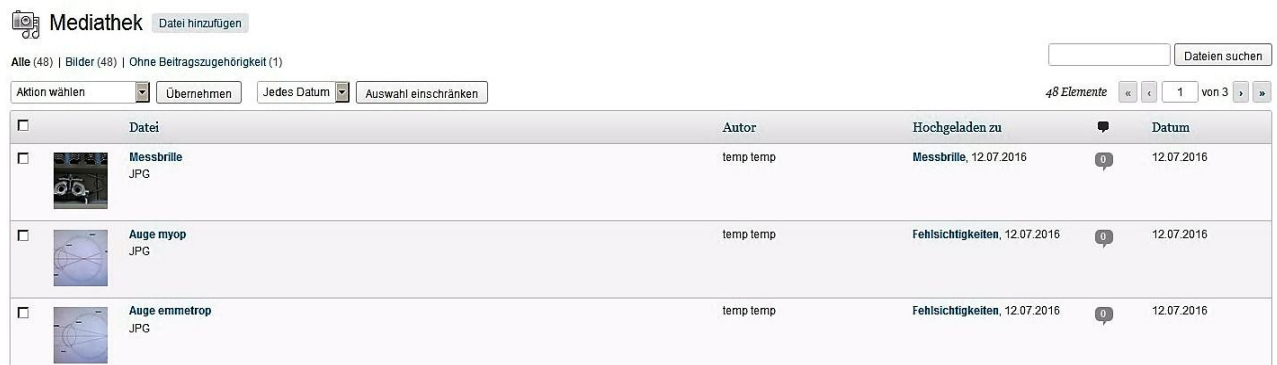 Mediathek Datei hinzufügen
Alle (48) | Bilder (48) | Ohne Beitragszugehörigkeit (1)
Dateien suchen
Aktion wählen Übernehmen Jedes Datum Auswahl einschränken 48 Elemente « ‹ 1 von 3 › »
Datei Autor Hochgeladen zu Datum
Messbrille temp temp Messbrille, 12.07.2016 0 12.07.2016
JPG
Auge myop temp temp Fehlsichtigkeiten, 12.07.2016 0 12.07.2016
JPG
Auge emmetrop temp temp Fehlsichtigkeiten, 12.07.2016 0 12.07.2016
JPG